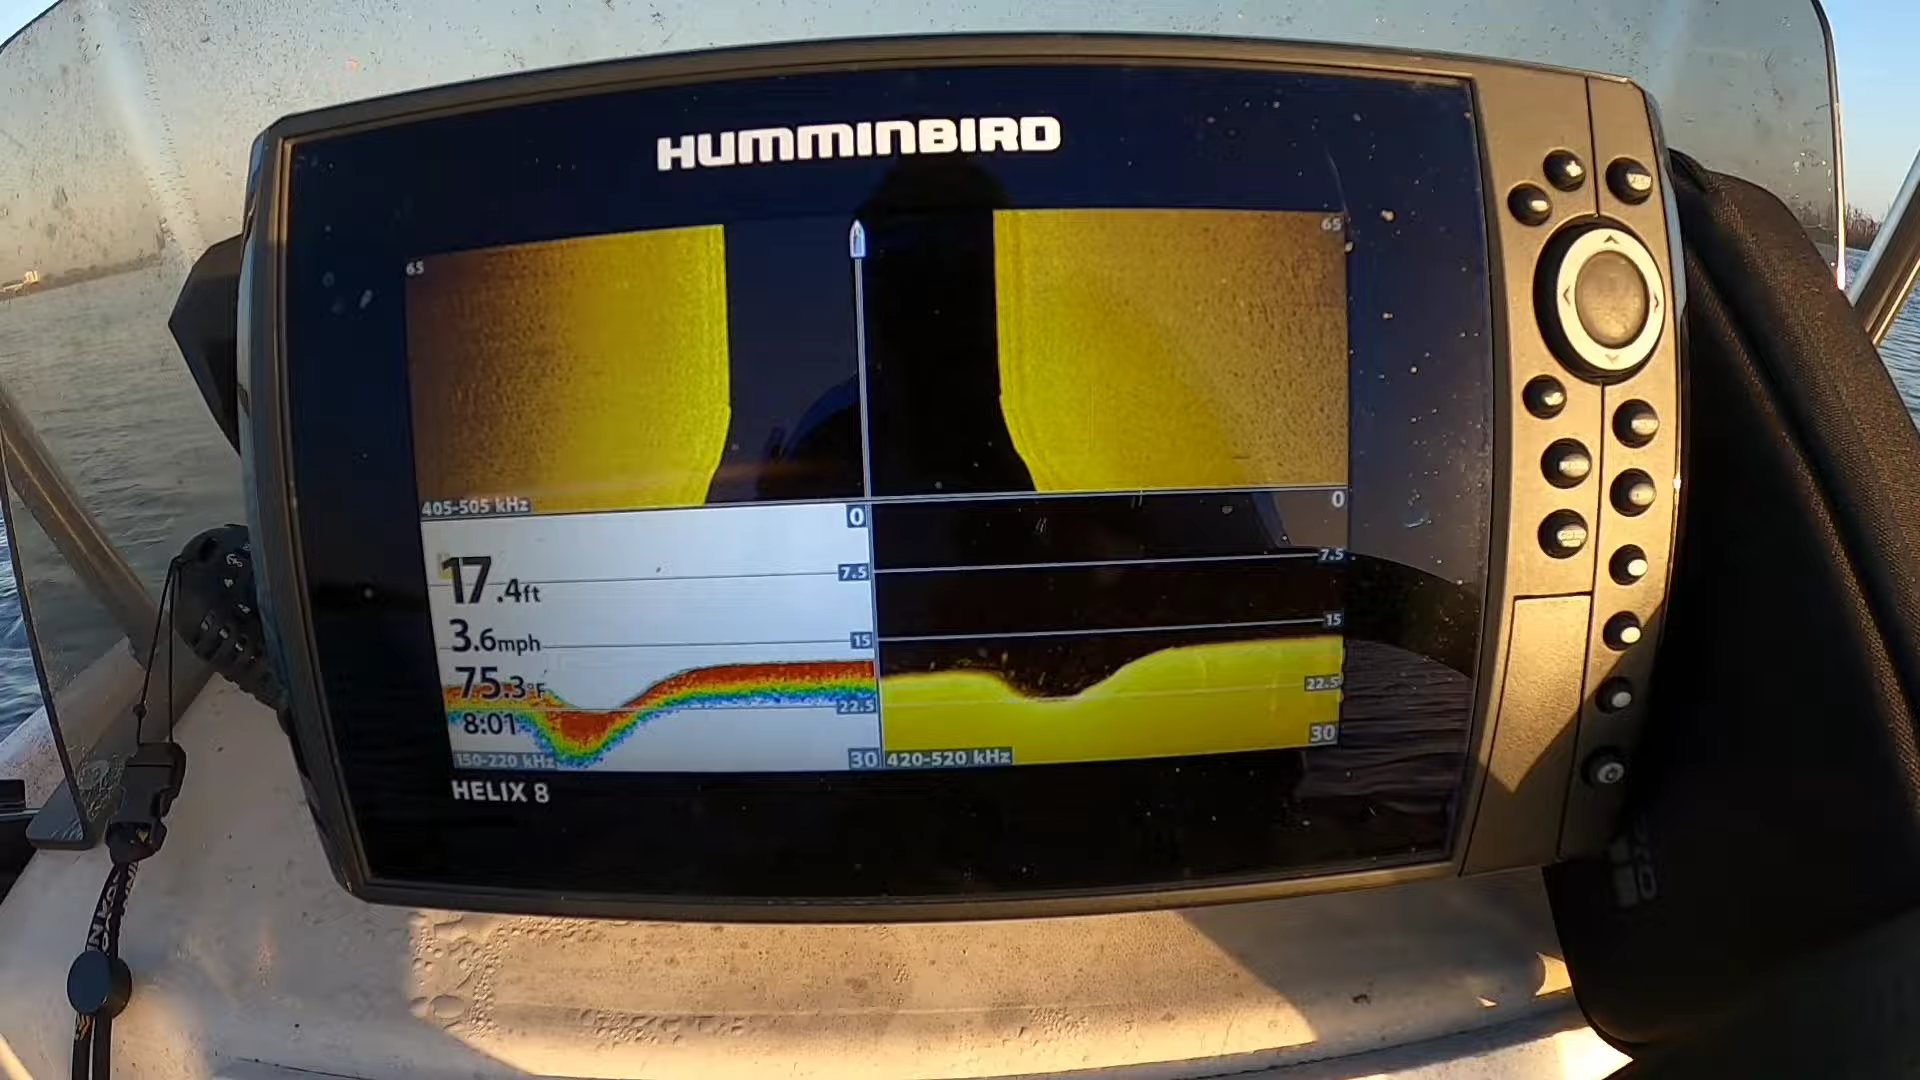 HUMMINBIRD
65
65
405-505 kHz
0
0
17.4ft
7.5
7.5
3.6mph
15
15
75.3°F
22.5
22.5
8:01
150-220 kHz
30
420-520 kHz
30
HELIX 8